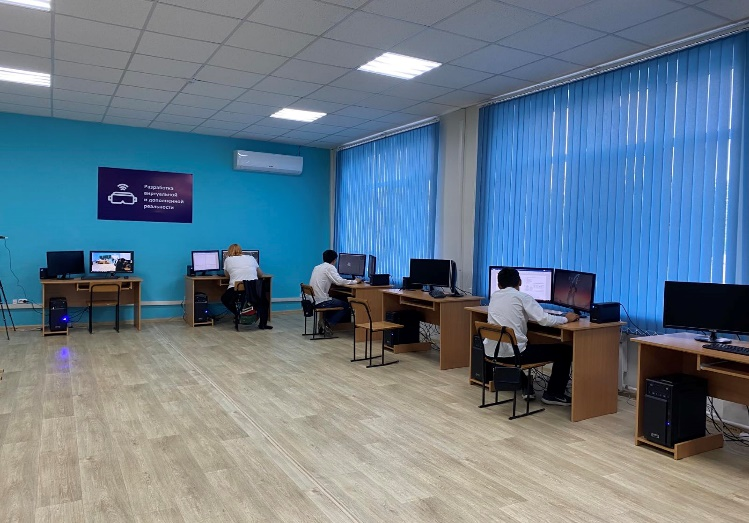 Разработка
виртуальной
и дополненной
реальности